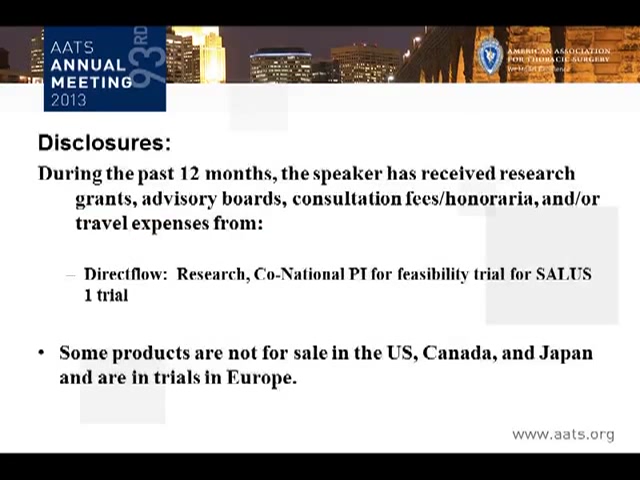 AATS
ANNUAL
MEETING
2013
93RD
AMERICAN ASSOCIATION
FOR THORACIC SURGERY
Disclosures:
During the past 12 months, the speaker has received research
grants, advisory boards, consultation fees/honoraria, and/or
travel expenses from:
– Directflow: Research, Co-National PI for feasibility trial for SALUS
1 trial
• Some products are not for sale in the US, Canada, and Japan
and are in trials in Europe.
www.aats.org